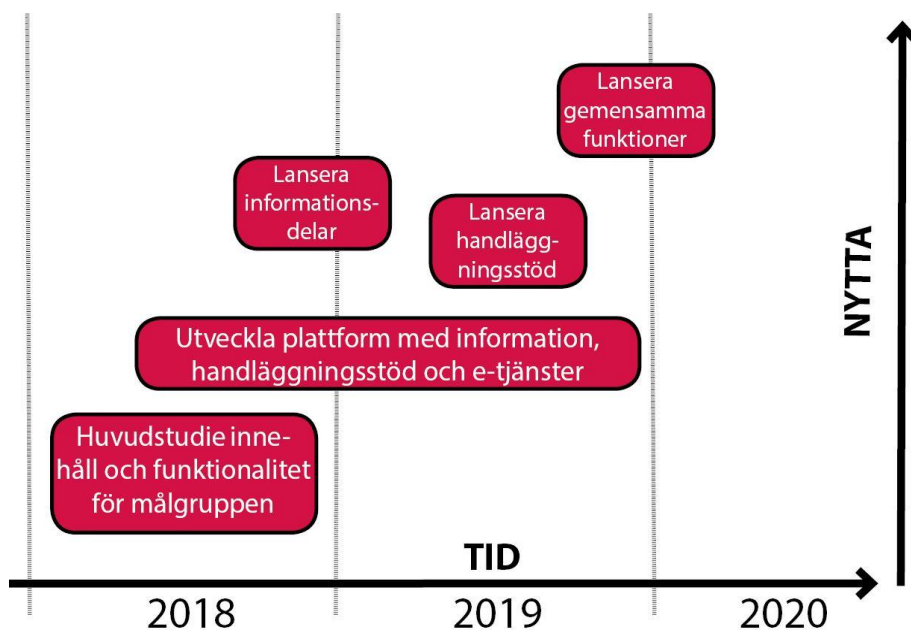 Lansera
gemensamma
funktioner
Lansera
informations-
delar
Lansera
handlägg-
ningsstöd
Utveckla plattform med information,
handläggningsstöd och e-tjänster
Huvudstudie inne-
håll och funktionalitet
för målgruppen
NYTTA
TID
2018
2019
2020